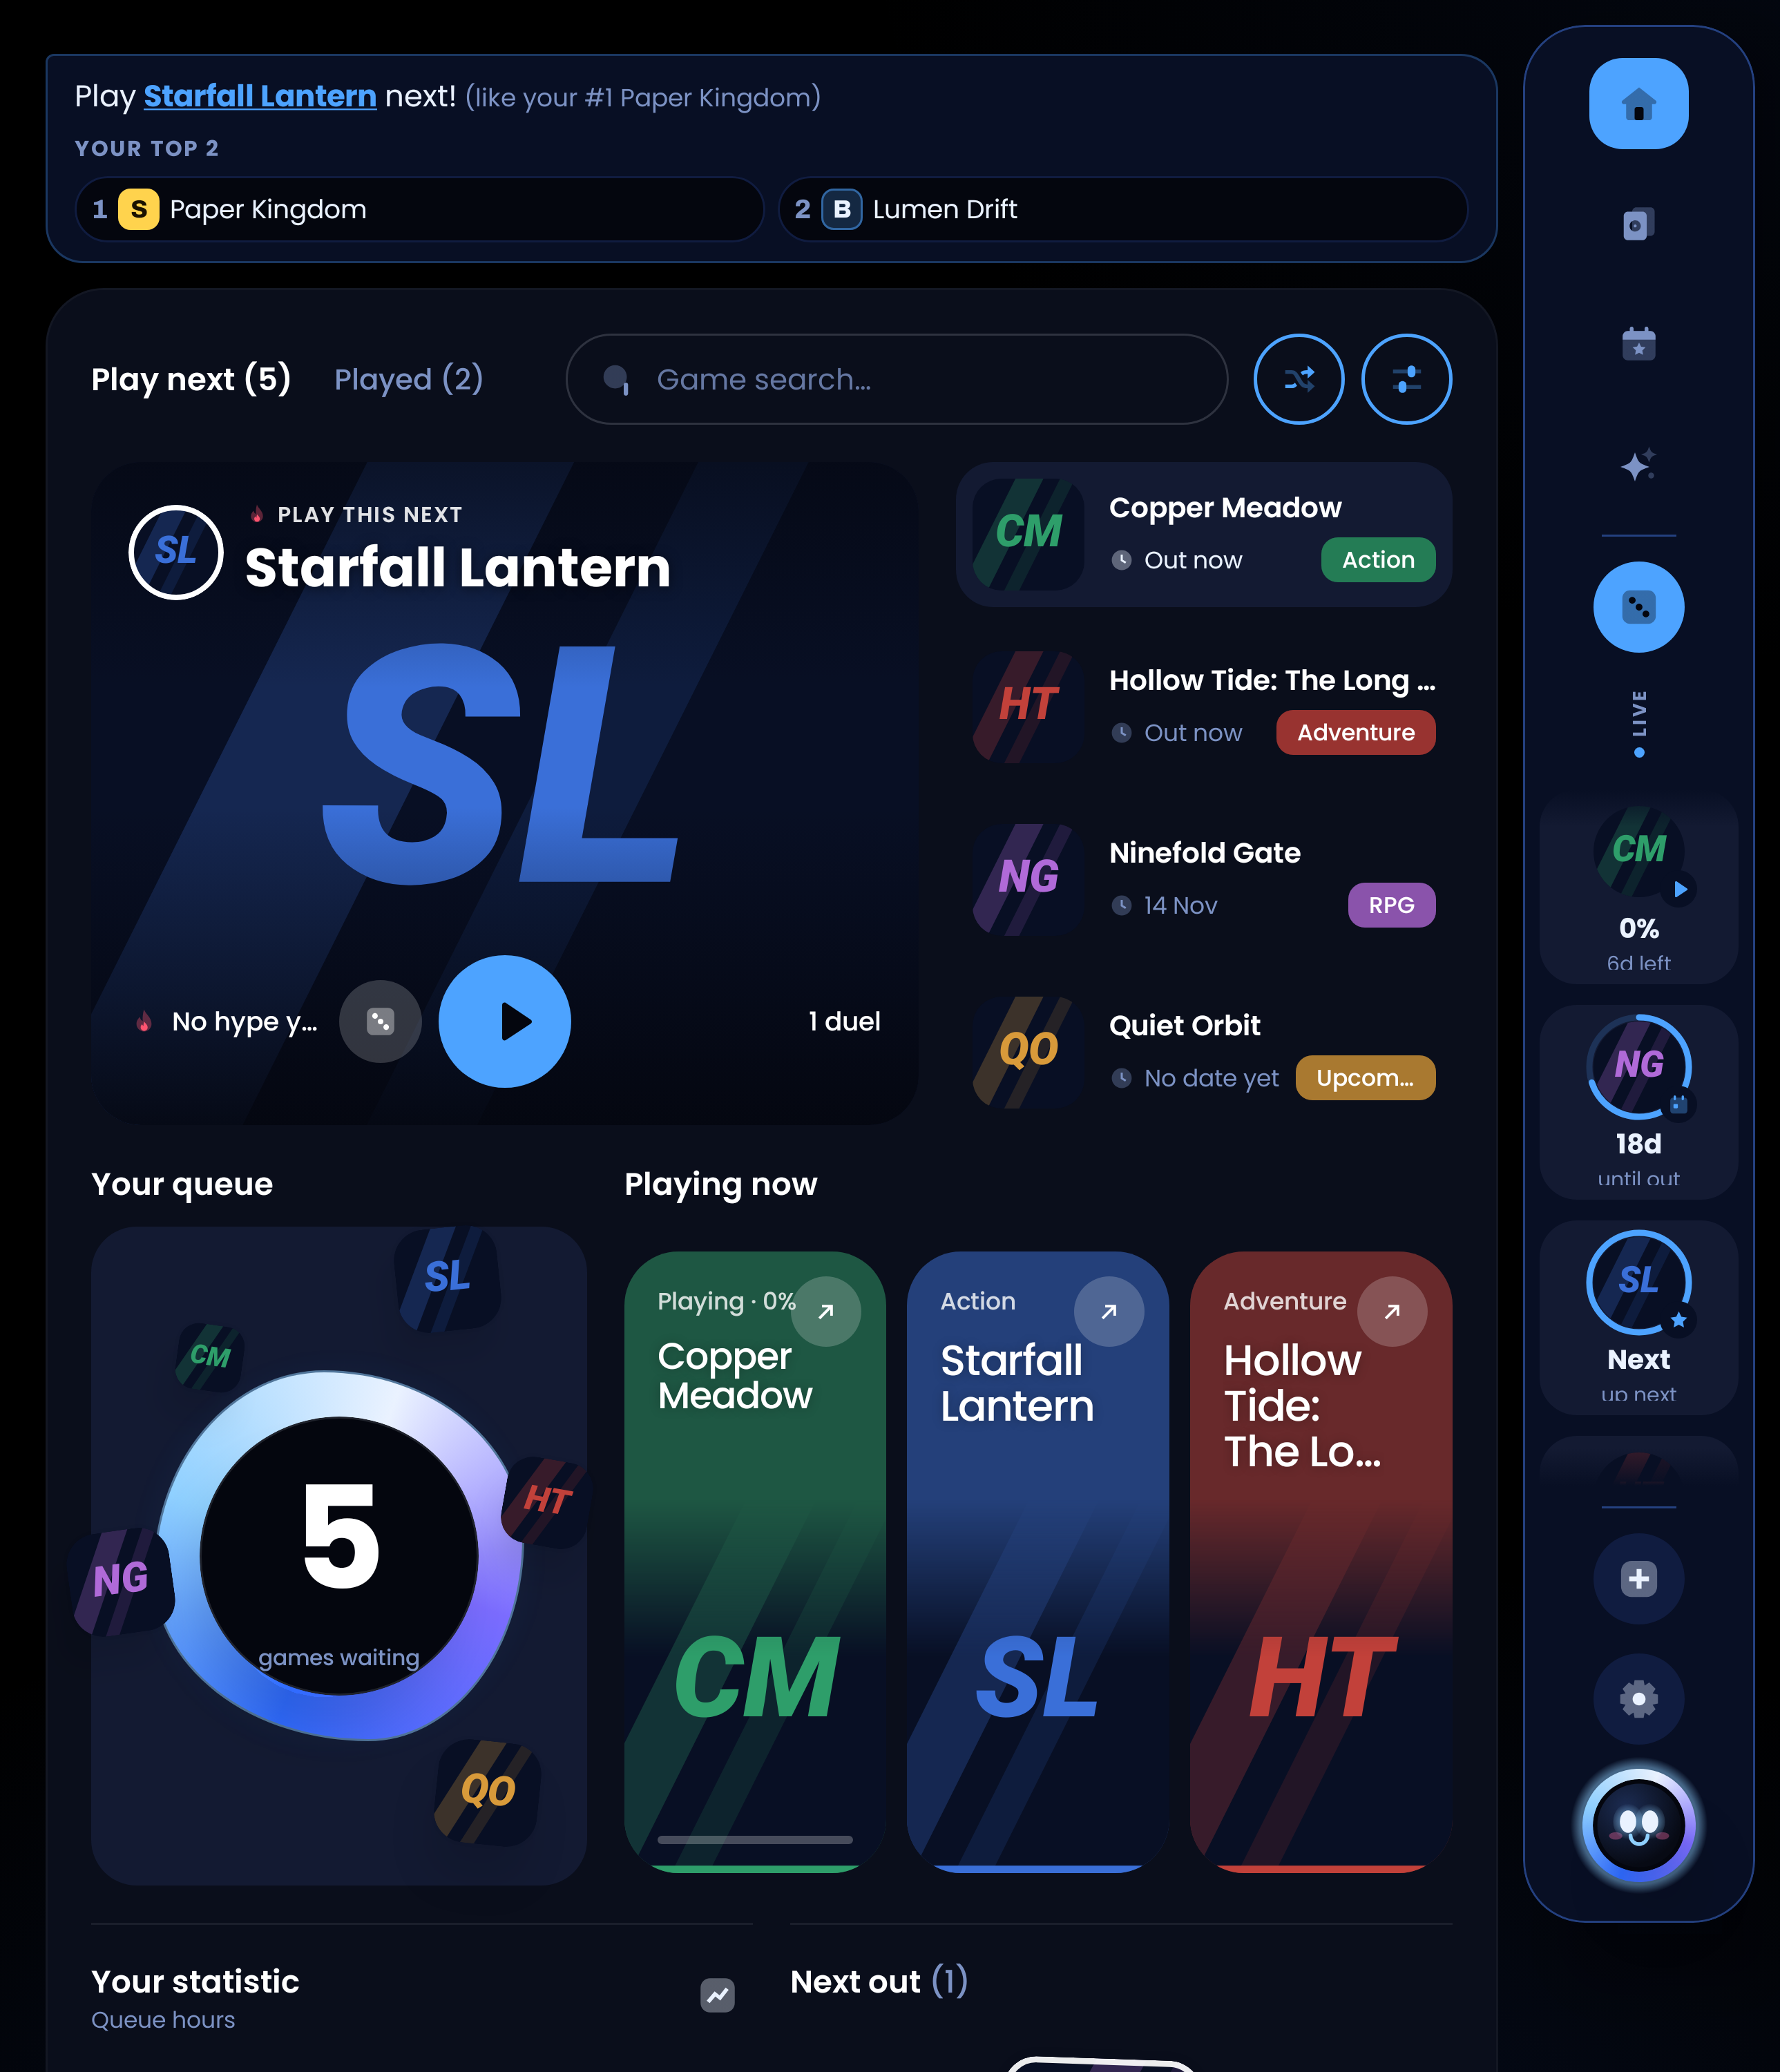 Play Starfall Lantern next! (like your #1 Paper Kingdom)
YOUR TOP 2
1 S Paper Kingdom
2 B Lumen Drift
Play next (5)
Played (2)
Game search...
SL
PLAY THIS NEXT
Starfall Lantern
SL
No hype y...
1 duel
CM
Copper Meadow
Out now
Action
HT
Hollow Tide: The Long ...
Out now
Adventure
NG
Ninefold Gate
14 Nov
RPG
QO
Quiet Orbit
No date yet
Upcom...
Your queue
SL
CM
HT
NG
5
games waiting
QO
Playing now
Playing · 0%
Copper
Meadow
CM
Action
Starfall
Lantern
SL
Adventure
Hollow
Tide:
The Lo...
HT
Your statistic
Queue hours
Next out (1)
LIVE
CM
0%
6d left
NG
18d
until out
SL
Next
up next